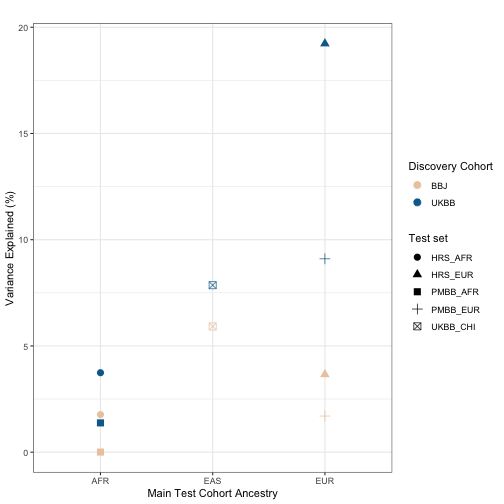 20
15
10
5
0
Variance Explained (%)
AFR
EAS
EUR
Main Test Cohort Ancestry
Discovery Cohort
BBJ
UKBB
Test set
HRS_AFR
HRS_EUR
PMBB_AFR
PMBB_EUR
UKBB_CHI